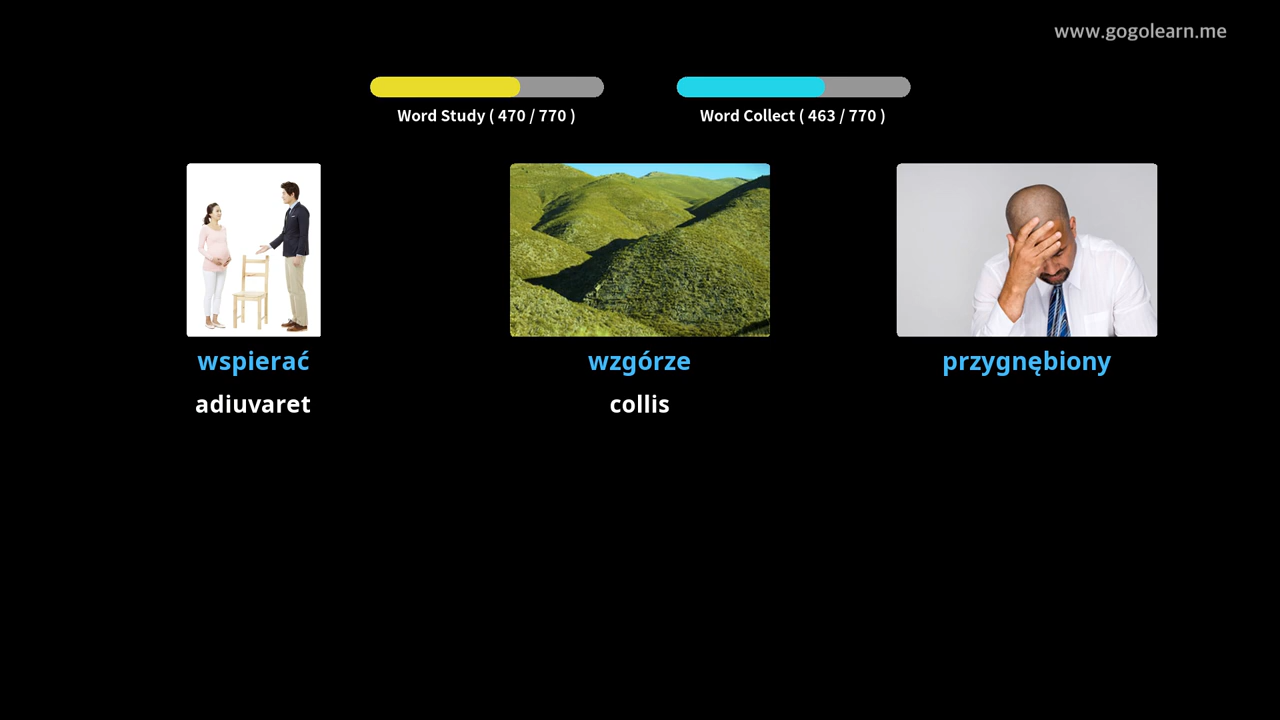 www.gogolearn.me
Word Study ( 470 / 770 )
Word Collect ( 463 / 770 )
wspierać
wzgórze
przygnębiony
adiuvaret
collis